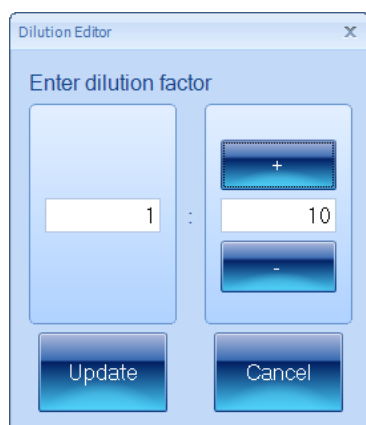 Dilution Editor x
Enter dilution factor
+
1 : 10
-
Update Cancel